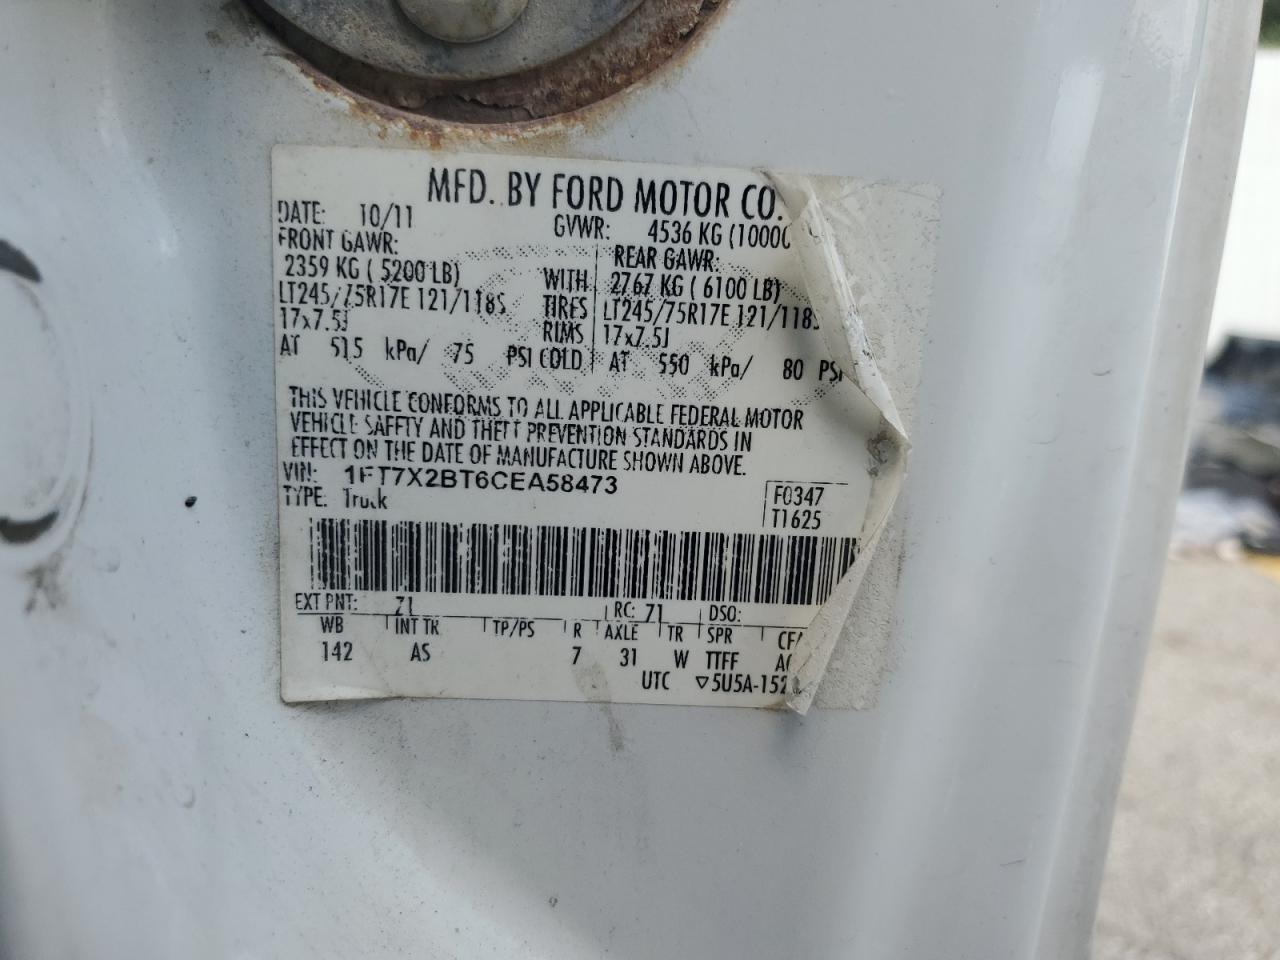 MFD. BY FORD MOTOR CO.
DATE: 10/11 GVWR: 4536 KG (10000
FRONT GAWR: REAR GAWR:
2359 KG ( 5200 LB) WITH 2767 KG ( 6100 LB)
LT245/75R17E 121/118S TIRES LT245/75R17E 121/118S
17x7.5J RIMS 17x7.5J
AT 515 kPa/ 75 PSI COLD AT 550 kPa/ 80 PSI
THIS VEHICLE CONFORMS TO ALL APPLICABLE FEDERAL MOTOR
VEHICLE SAFETY AND THEFT PREVENTION STANDARDS IN
EFFECT ON THE DATE OF MANUFACTURE SHOWN ABOVE.
VIN: 1FT7X2BT6CEA58473
TYPE: Truck
F0347
T1625
EXT PNT: Z1 RC: 71 DSO:
WB INT TR TP/PS R AXLE TR SPR
142 AS 7 31 W TTFF
UTC ▽5U5A-152